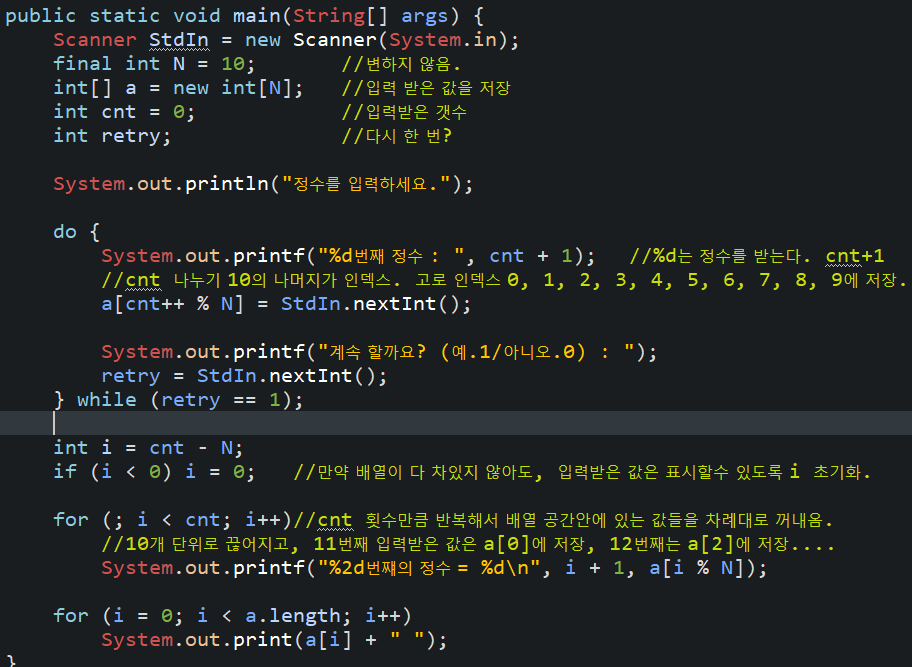 public static void main(String[] args) {
Scanner StdIn = new Scanner(System.in);
final int N = 10; //변하지 않음.
int[] a = new int[N]; //입력 받은 값을 저장
int cnt = 0; //입력받은 갯수
int retry; //다시 한 번?
System.out.println("정수를 입력하세요.");
do {
System.out.printf("%d번째 정수 : ", cnt + 1); //%d는 정수를 받는다. cnt+1
//cnt 나누기 10의 나머지가 인덱스. 고로 인덱스 0, 1, 2, 3, 4, 5, 6, 7, 8, 9에 저장.
a[cnt++ % N] = StdIn.nextInt();
System.out.printf("계속 할까요? (예.1/아니오.0) : ");
retry = StdIn.nextInt();
} while (retry == 1);
int i = cnt - N;
if (i < 0) i = 0; //만약 배열이 다 차있지 않아도, 입력받은 값은 표시할수 있도록 i 초기화.
for (; i < cnt; i++)//cnt 횟수만큼 반복해서 배열 공간안에 있는 값들을 차례대로 꺼내옴.
//10개 단위로 끊어지고, 11번째 입력받은 값은 a[0]에 저장, 12번째는 a[2]에 저장....
System.out.printf("%2d번째의 정수 = %d\n", i + 1, a[i % N]);
for (i = 0; i < a.length; i++)
System.out.print(a[i] + " ");
}